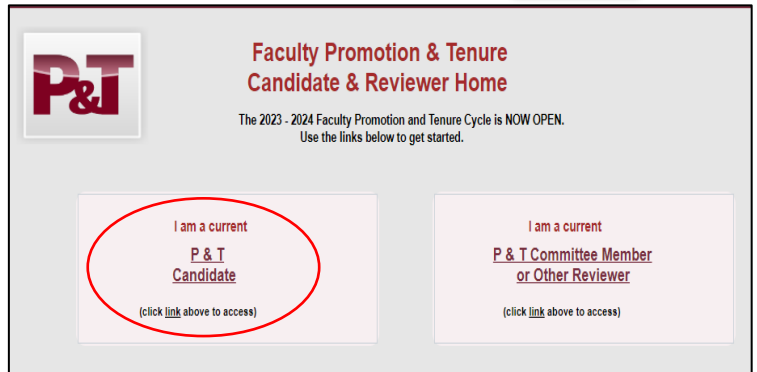 P&T
Faculty Promotion & Tenure
Candidate & Reviewer Home
The 2023 - 2024 Faculty Promotion and Tenure Cycle is NOW OPEN.
Use the links below to get started.
I am a current
P & T
Candidate
(click link above to access)
I am a current
P & T Committee Member
or Other Reviewer
(click link above to access)